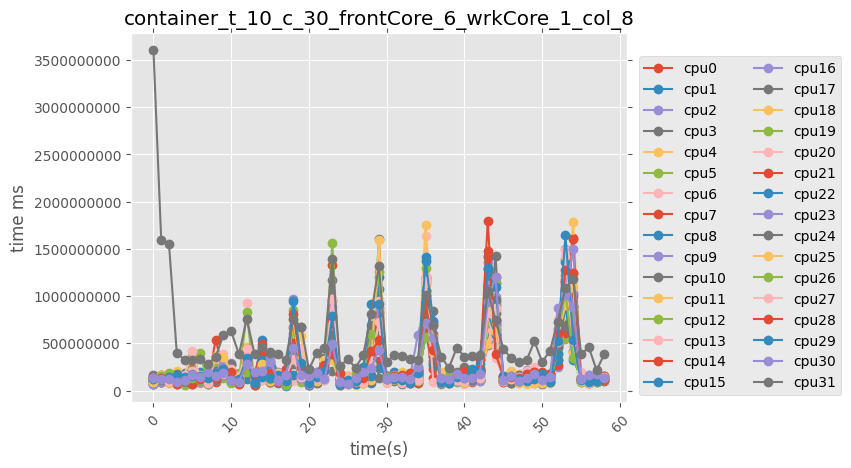 container_t_10_c_30_frontCore_6_wrkCore_1_col_8
3500000000
3000000000
2500000000
2000000000
1500000000
1000000000
500000000
0
time ms
0
10
20
30
40
50
60
time(s)
cpu0
cpu1
cpu2
cpu3
cpu4
cpu5
cpu6
cpu7
cpu8
cpu9
cpu10
cpu11
cpu12
cpu13
cpu14
cpu15
cpu16
cpu17
cpu18
cpu19
cpu20
cpu21
cpu22
cpu23
cpu24
cpu25
cpu26
cpu27
cpu28
cpu29
cpu30
cpu31